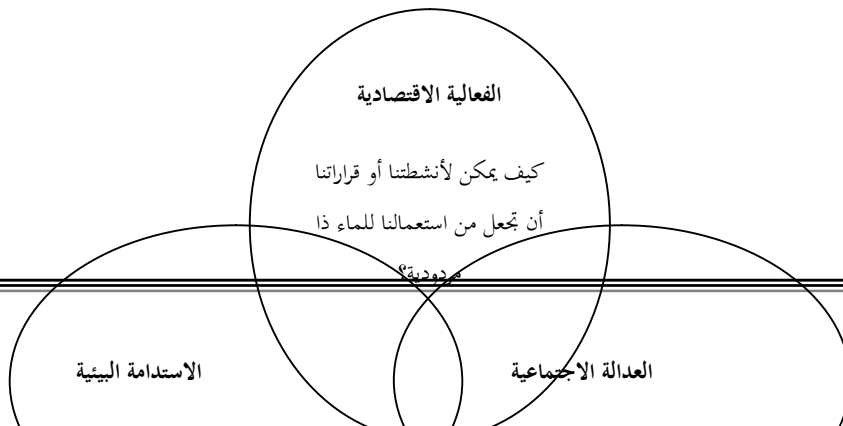 الفعالية الاقتصادية
كيف يمكن لأنشطتنا أو قراراتنا
أن تجعل من استعمالنا للماء ذا
مردودية؟
العدالة الاجتماعية
الاستدامة البيئية